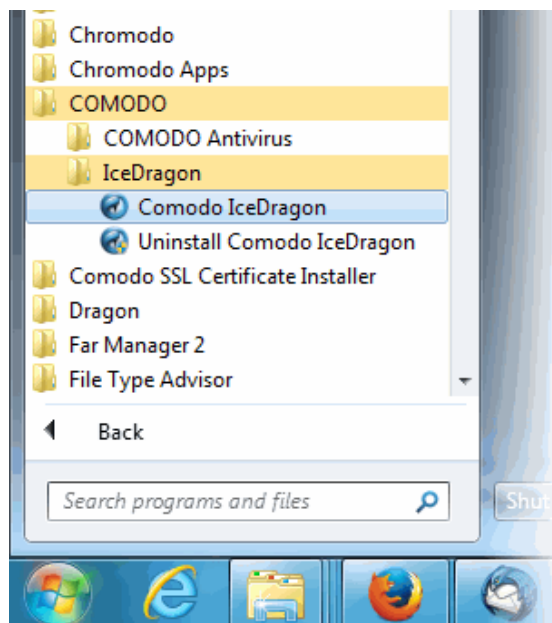 Chromodo
Chromodo Apps
COMODO
COMODO Antivirus
IceDragon
Comodo IceDragon
Uninstall Comodo IceDragon
Comodo SSL Certificate Installer
Dragon
Far Manager 2
File Type Advisor
Back
Search programs and files
Shut